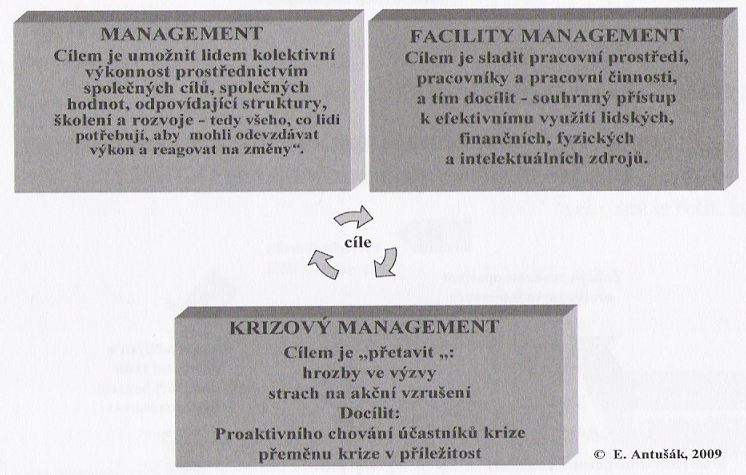 MANAGEMENT
Cílem je umožnit lidem kolektivní
výkonnost prostřednictvím
společných cílů, společných
hodnot, odpovídající struktury,
školení a rozvoje - tedy všeho, co lidi
potřebují, aby mohli odevzdávat
výkon a reagovat na změny“.
FACILITY MANAGEMENT
Cílem je sladit pracovní prostředí,
pracovníky a pracovní činnosti,
a tím docílit - souhrnný přístup
k efektivnímu využití lidských,
finančních, fyzických
a intelektuálních zdrojů.
cíle
KRIZOVÝ MANAGEMENT
Cílem je „přetavit „:
hrozby ve výzvy
strach na akční vzrušení
Docílit:
Proaktivního chování účastníků krize
přeměnu krize v příležitost
© E. Antušák, 2009